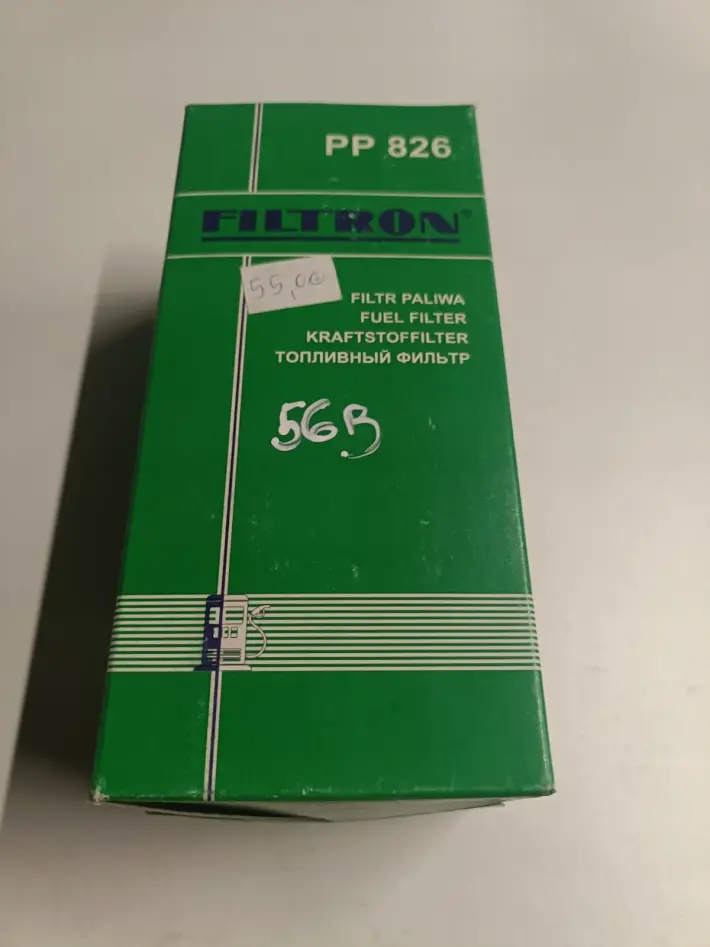 PP 826
FILTRON®
55,00
FILTR PALIWA
FUEL FILTER
KRAFTSTOFFILTER
ТОПЛИВНЫЙ ФИЛЬТР
56B